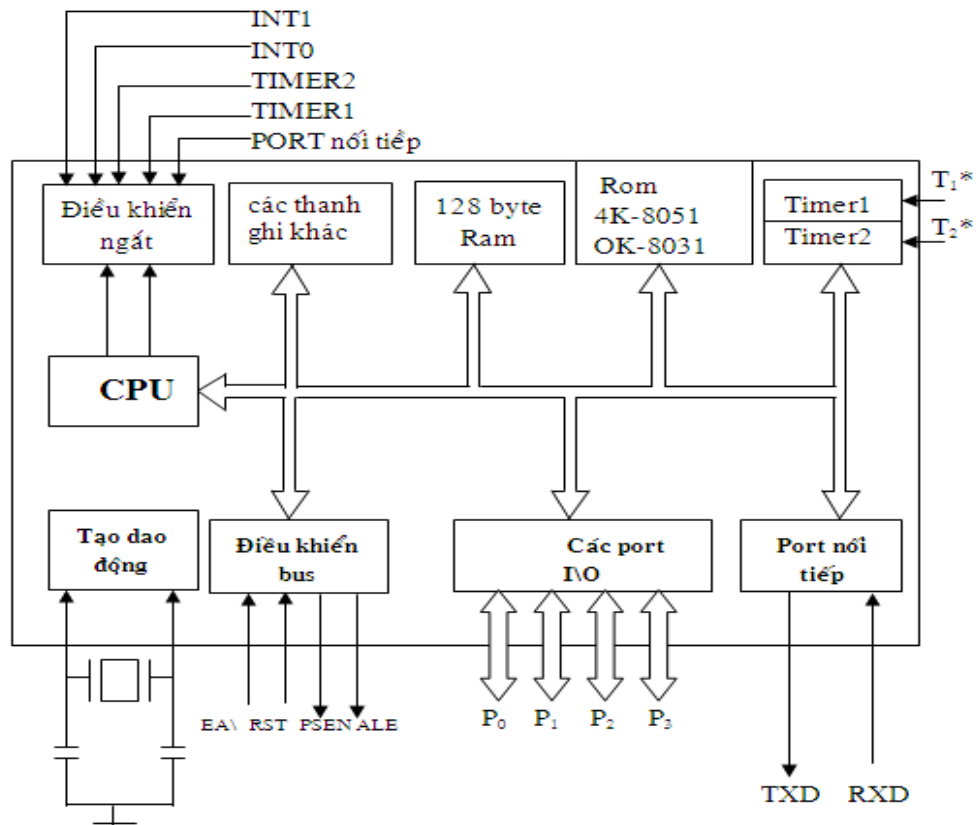 INT1
INT0
TIMER2
TIMER1
PORT nối tiếp
Điều khiển
ngắt
các thanh
ghi khác
128 byte
Ram
Rom
4K-8051
OK-8031
Timer1
Timer2
T₁*
T₂*
CPU
Tạo dao
động
Điều khiển
bus
Các port
I\O
Port nối
tiếp
EA\ RST PSEN ALE
P₀ P₁ P₂ P₃
TXD RXD